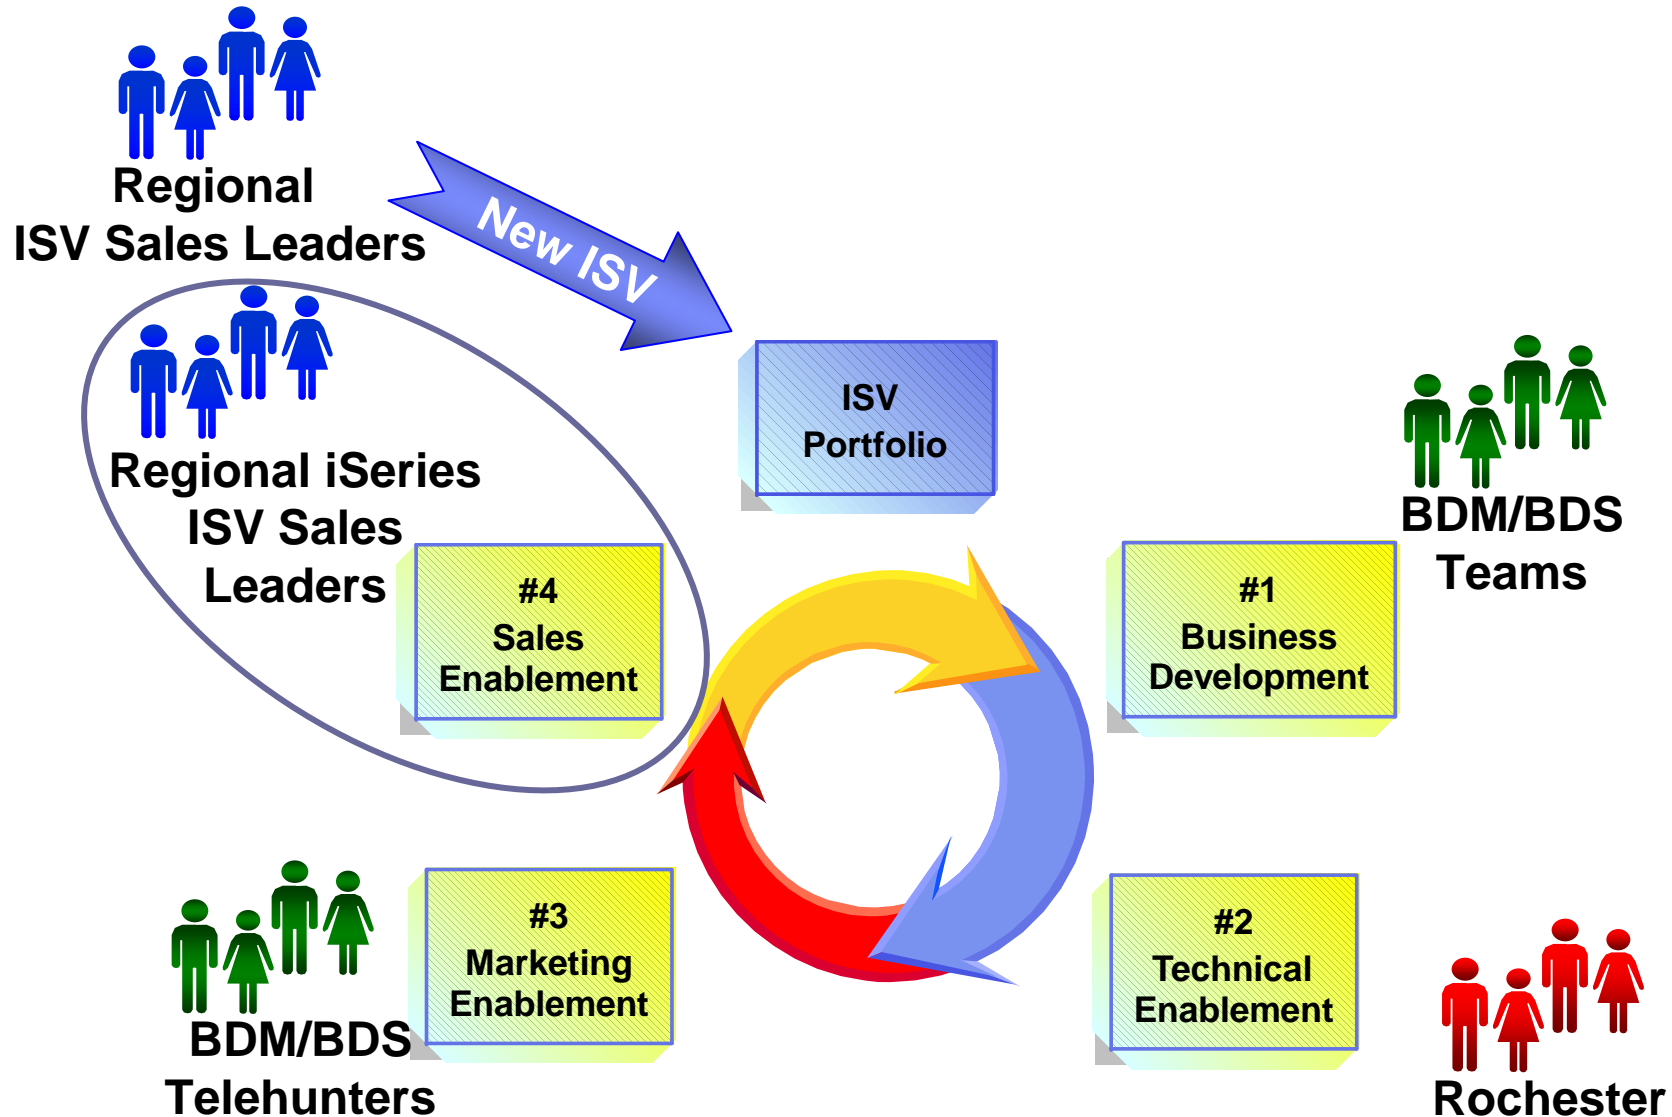 Regional
ISV Sales Leaders
New ISV
ISV
Portfolio
Regional iSeries
ISV Sales
Leaders
#4
Sales
Enablement
#1
Business
Development
BDM/BDS
Teams
#3
Marketing
Enablement
BDM/BDS
Telehunters
#2
Technical
Enablement
Rochester